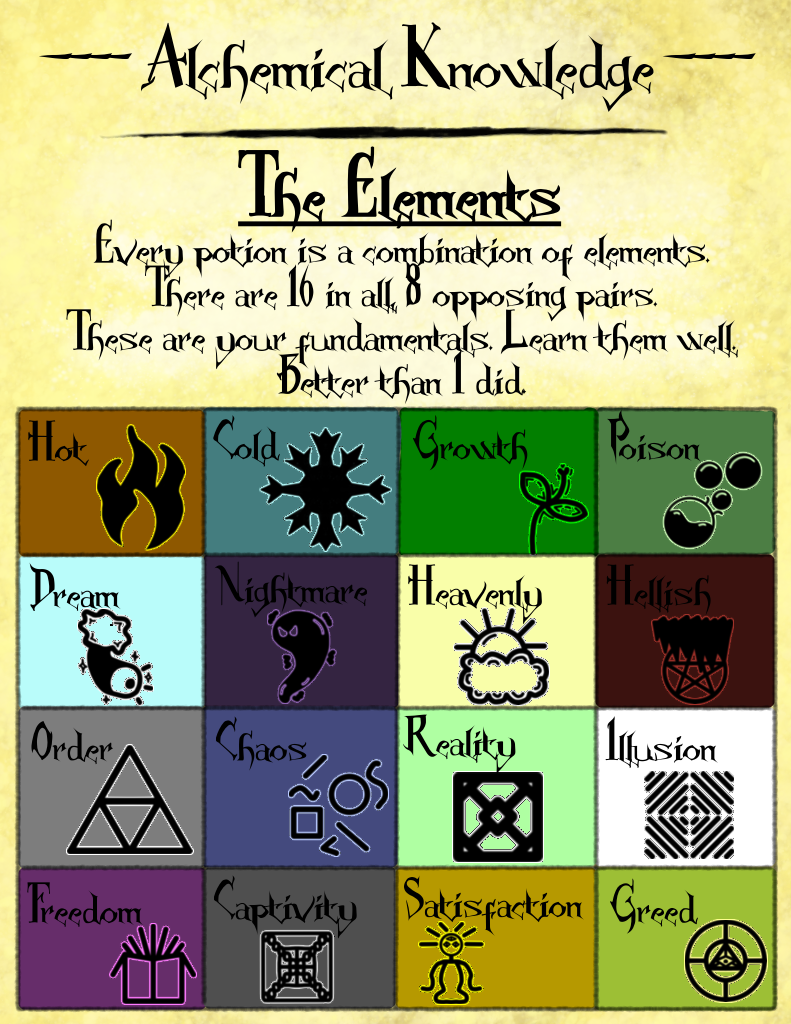 Alchemical Knowledge
The Elements
Every potion is a combination of elements.
There are 16 in all, 8 opposing pairs.
These are your fundamentals. Learn them well.
Better than I did.
Hot Cold Growth Poison
Dream Nightmare Heavenly Hellish
Order Chaos Reality Illusion
Freedom Captivity Satisfaction Greed